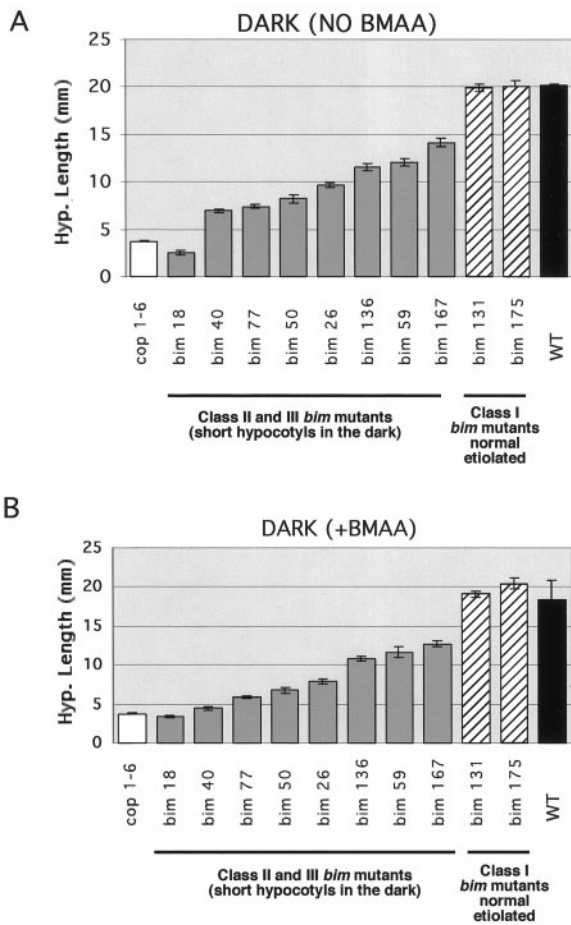 A
DARK (NO BMAA)
Hyp. Length (mm)
25
20
15
10
5
0
cop 1-6
bim 18
bim 40
bim 77
bim 50
bim 26
bim 136
bim 59
bim 167
bim 131
bim 175
WT
Class II and III bim mutants
(short hypocotyls in the dark)
Class I
bim mutants
normal
etiolated
B
DARK (+BMAA)
Hyp. Length (mm)
25
20
15
10
5
0
cop 1-6
bim 18
bim 40
bim 77
bim 50
bim 26
bim 136
bim 59
bim 167
bim 131
bim 175
WT
Class II and III bim mutants
(short hypocotyls in the dark)
Class I
bim mutants
normal
etiolated